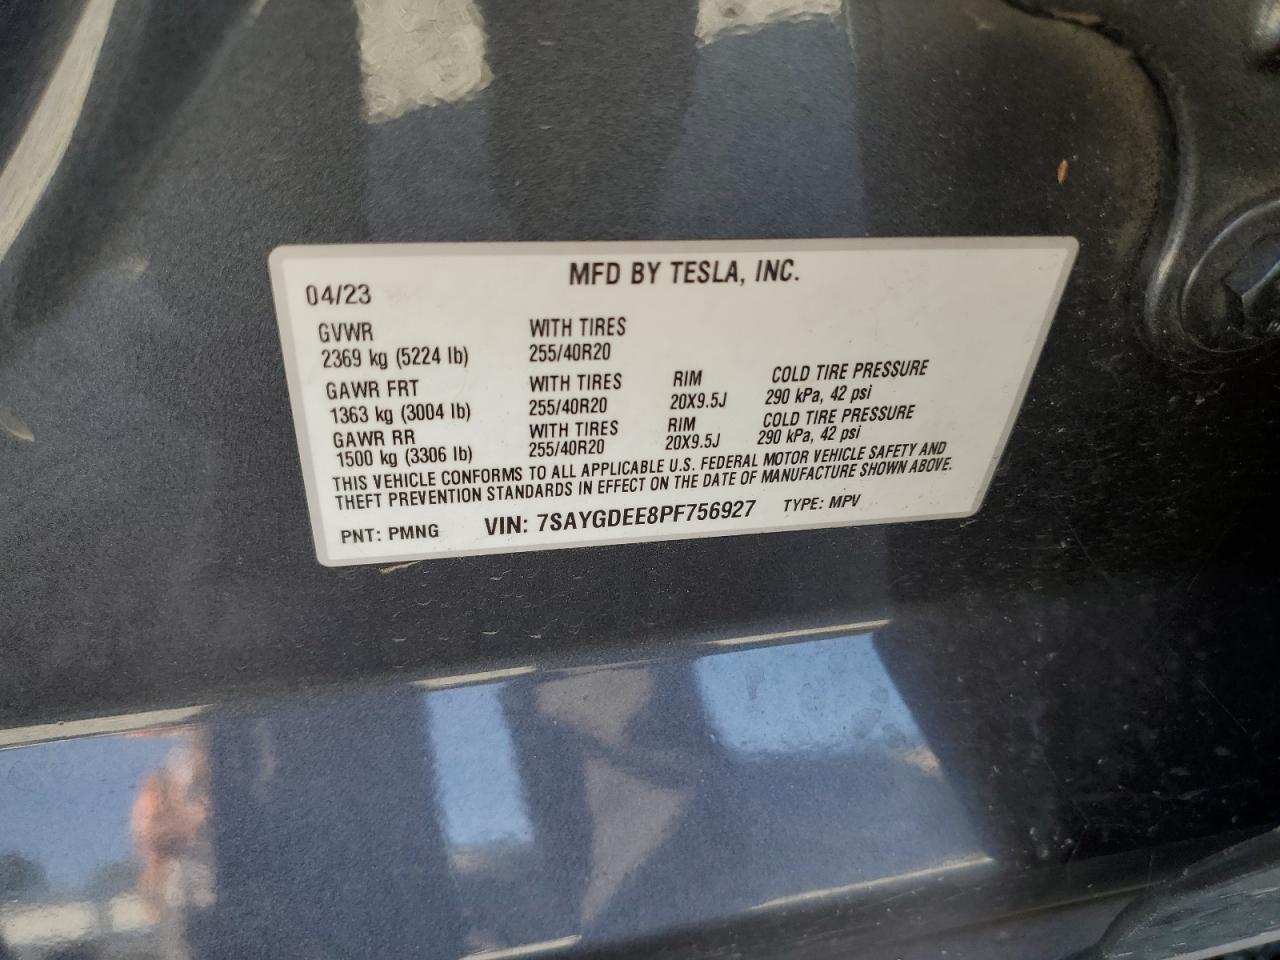 MFD BY TESLA, INC.
04/23
GVWR WITH TIRES
2369 kg (5224 lb) 255/40R20
GAWR FRT WITH TIRES RIM COLD TIRE PRESSURE
1363 kg (3004 lb) 255/40R20 20X9.5J 290 kPa, 42 psi
GAWR RR WITH TIRES RIM COLD TIRE PRESSURE
1500 kg (3306 lb) 255/40R20 20X9.5J 290 kPa, 42 psi
THIS VEHICLE CONFORMS TO ALL APPLICABLE U.S. FEDERAL MOTOR VEHICLE SAFETY AND
THEFT PREVENTION STANDARDS IN EFFECT ON THE DATE OF MANUFACTURE SHOWN ABOVE.
PNT: PMNG VIN: 7SAYGDEE8PF756927 TYPE: MPV